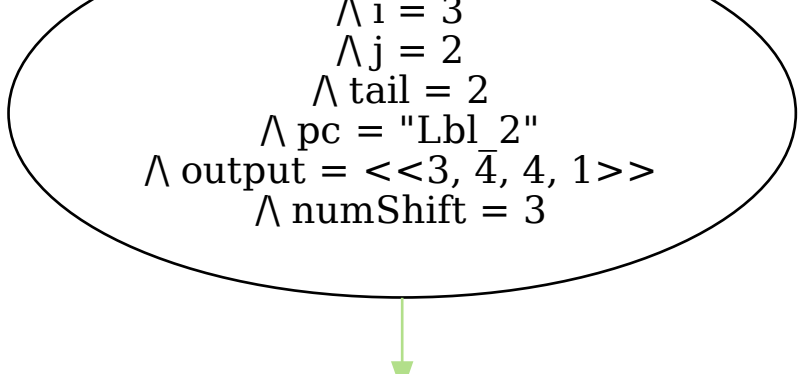 /\ i = 3
/\ j = 2
/\ tail = 2
/\ pc = "Lbl_2"
/\ output = <<3, 4, 4, 1>>
/\ numShift = 3